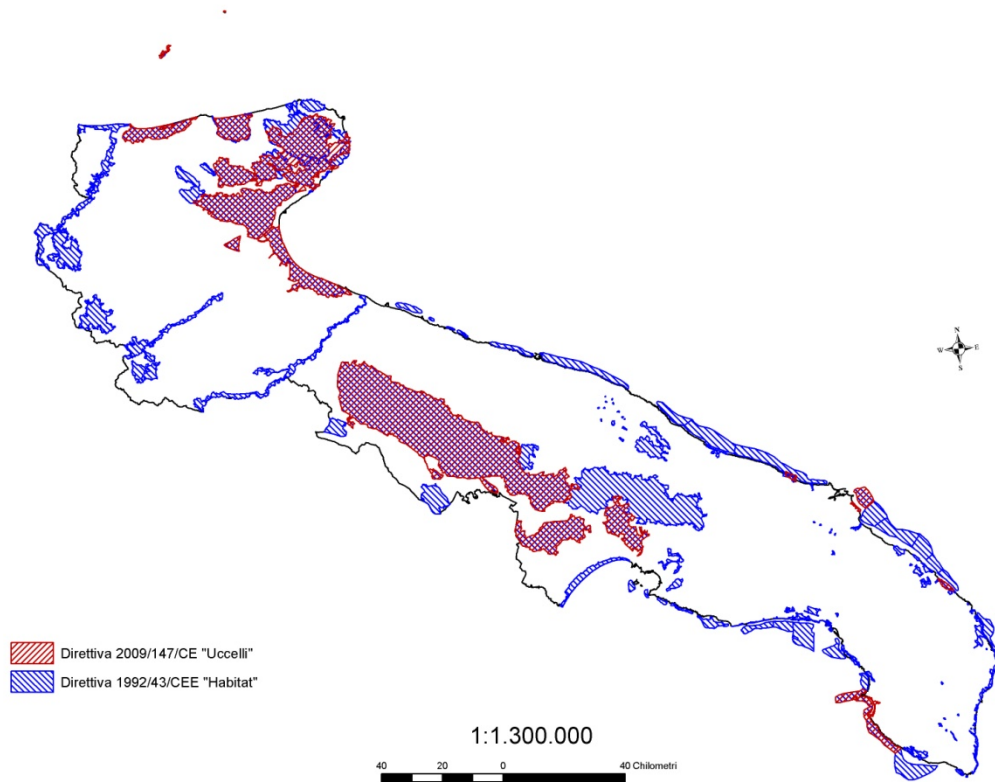 N
W E
S
Direttiva 2009/147/CE "Uccelli"
Direttiva 1992/43/CEE "Habitat"
1:1.300.000
40 20 0 40 Chilometri